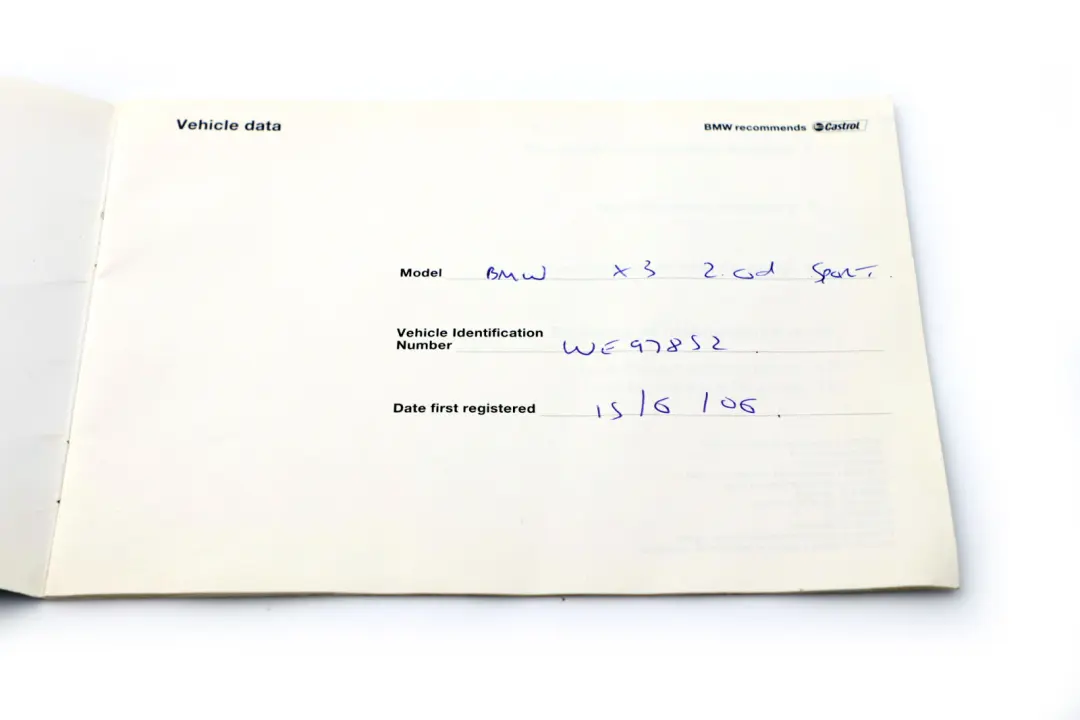 Vehicle data
BMW recommends Castrol
Model BMW X3 2.0d Sport.
Vehicle Identification
Number WE97852.
Date first registered 15/6/06.